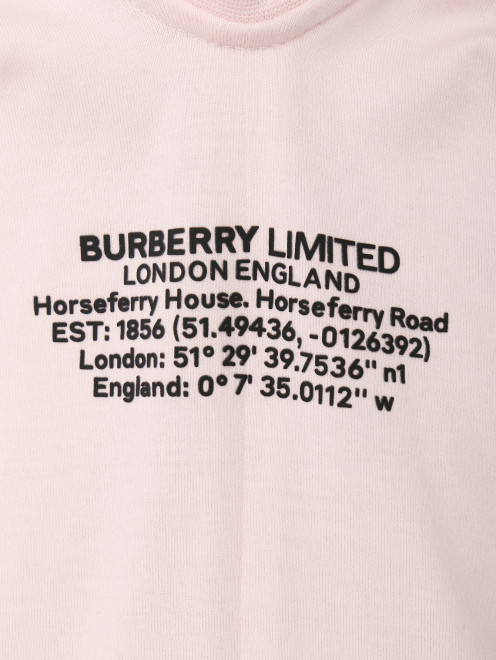 BURBERRY LIMITED
LONDON ENGLAND
Horseferry House. Horseferry Road
EST: 1856 (51.49436, -0126392)
London: 51° 29' 39.7536" n1
England: 0° 7' 35.0112" w